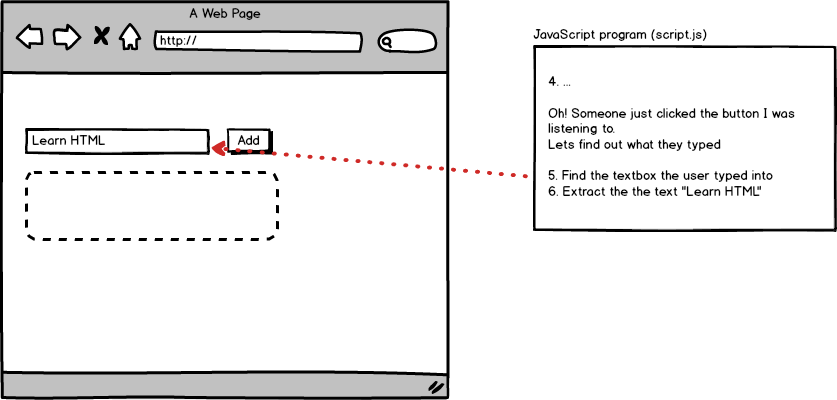 A Web Page
http://
JavaScript program (script.js)
4. ...
Oh! Someone just clicked the button I was
listening to.
Lets find out what they typed
Learn HTML
Add
5. Find the textbox the user typed into
6. Extract the the text "Learn HTML"